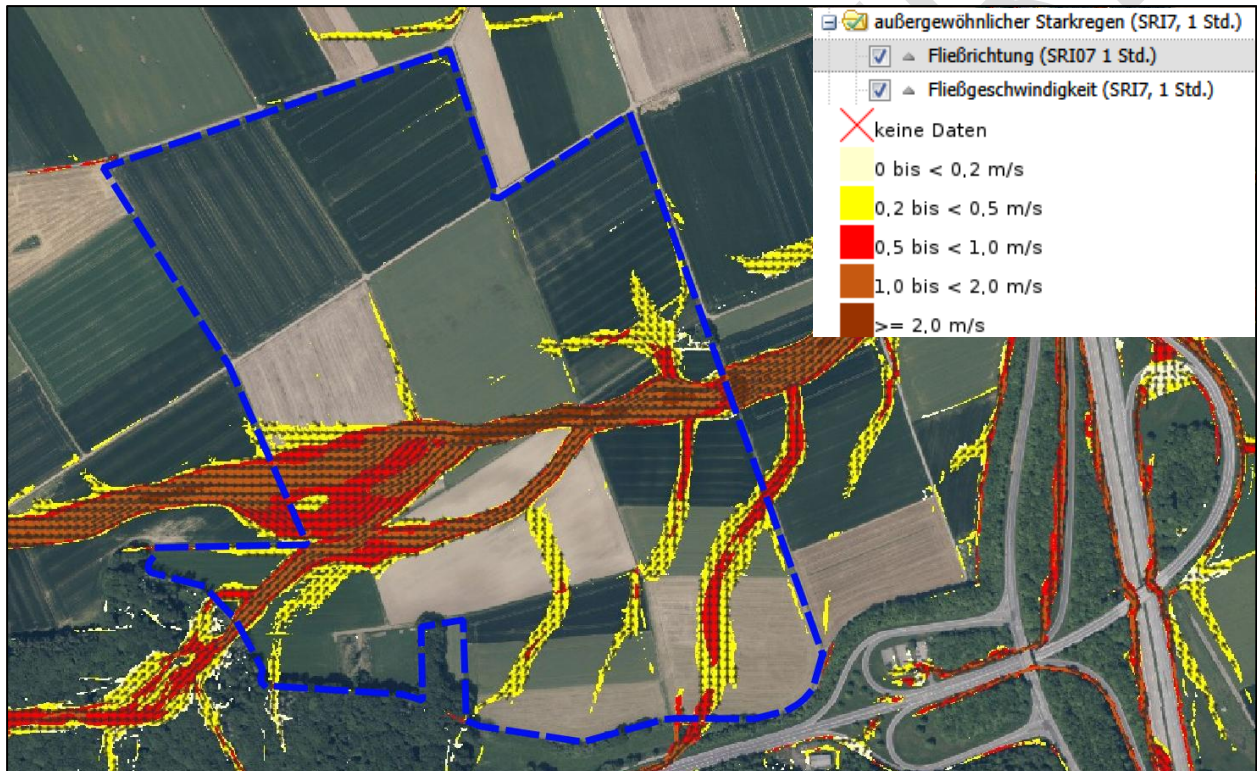 außergewöhnlicher Starkregen (SRI7, 1 Std.)
Fließrichtung (SRI07 1 Std.)
Fließgeschwindigkeit (SRI7, 1 Std.)
keine Daten
0 bis < 0,2 m/s
0,2 bis < 0,5 m/s
0,5 bis < 1,0 m/s
1,0 bis < 2,0 m/s
>= 2,0 m/s